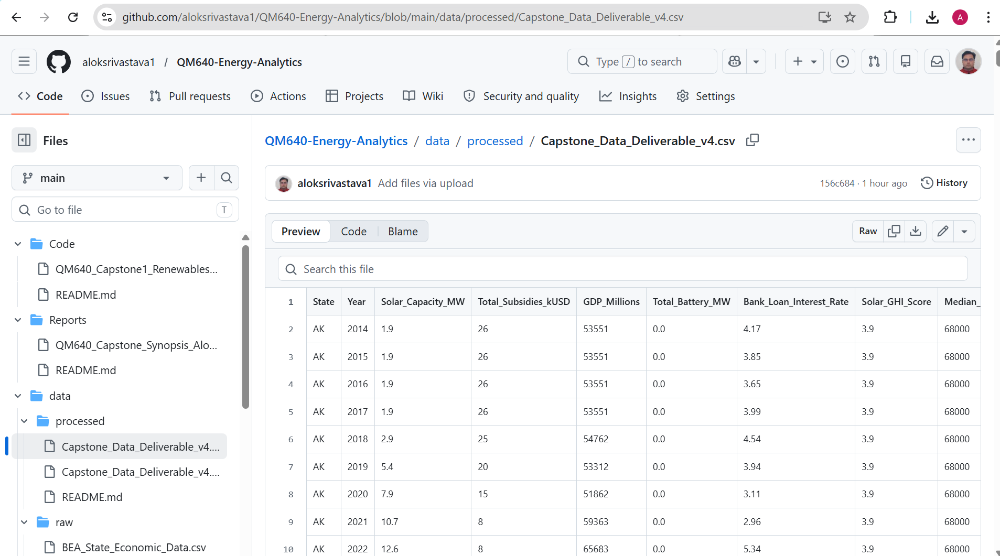 github.com/aloksrivastava1/QM640-Energy-Analytics/blob/main/data/processed/Capstone_Data_Deliverable_v4.csv
A
aloksrivastava1 / QM640-Energy-Analytics
Type / to search
Code Issues Pull requests Actions Projects Wiki Security and quality Insights Settings
Files
main
Go to file T
Code
QM640_Capstone1_Renewables...
README.md
Reports
QM640_Capstone_Synopsis_Alo...
README.md
data
processed
Capstone_Data_Deliverable_v4....
Capstone_Data_Deliverable_v4....
README.md
raw
BEA_State_Economic_Data.csv
QM640-Energy-Analytics / data / processed / Capstone_Data_Deliverable_v4.csv
aloksrivastava1 Add files via upload 156c684 · 1 hour ago History
Preview Code Blame Raw
Search this file
1 State Year Solar_Capacity_MW Total_Subsidies_kUSD GDP_Millions Total_Battery_MW Bank_Loan_Interest_Rate Solar_GHI_Score Median_
2 AK 2014 1.9 26 53551 0.0 4.17 3.9 68000
3 AK 2015 1.9 26 53551 0.0 3.85 3.9 68000
4 AK 2016 1.9 26 53551 0.0 3.65 3.9 68000
5 AK 2017 1.9 26 53551 0.0 3.99 3.9 68000
6 AK 2018 2.9 25 54762 0.0 4.54 3.9 68000
7 AK 2019 5.4 20 53312 0.0 3.94 3.9 68000
8 AK 2020 7.9 15 51862 0.0 3.11 3.9 68000
9 AK 2021 10.7 8 59363 0.0 2.96 3.9 68000
10 AK 2022 12.6 8 65683 0.0 5.34 3.9 68000